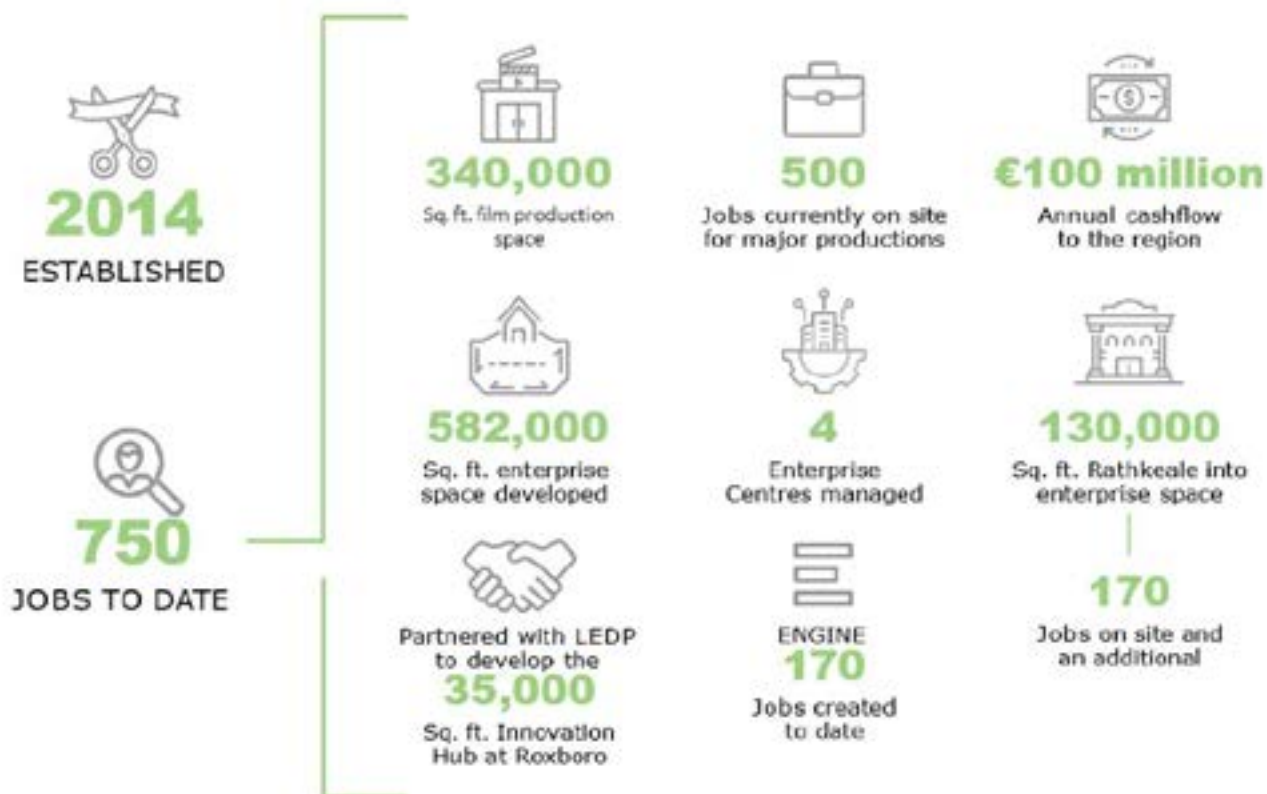 2014
ESTABLISHED
750
JOBS TO DATE
340,000
Sq. ft. film production
space
500
Jobs currently on site
for major productions
€100 million
Annual cashflow
to the region
582,000
Sq. ft. enterprise
space developed
4
Enterprise
Centres managed
130,000
Sq. ft. Rathkeale into
enterprise space
Partnered with LEDP
to develop the
35,000
Sq. ft. Innovation
Hub at Roxboro
ENGINE
170
Jobs created
to date
170
Jobs on site and
an additional